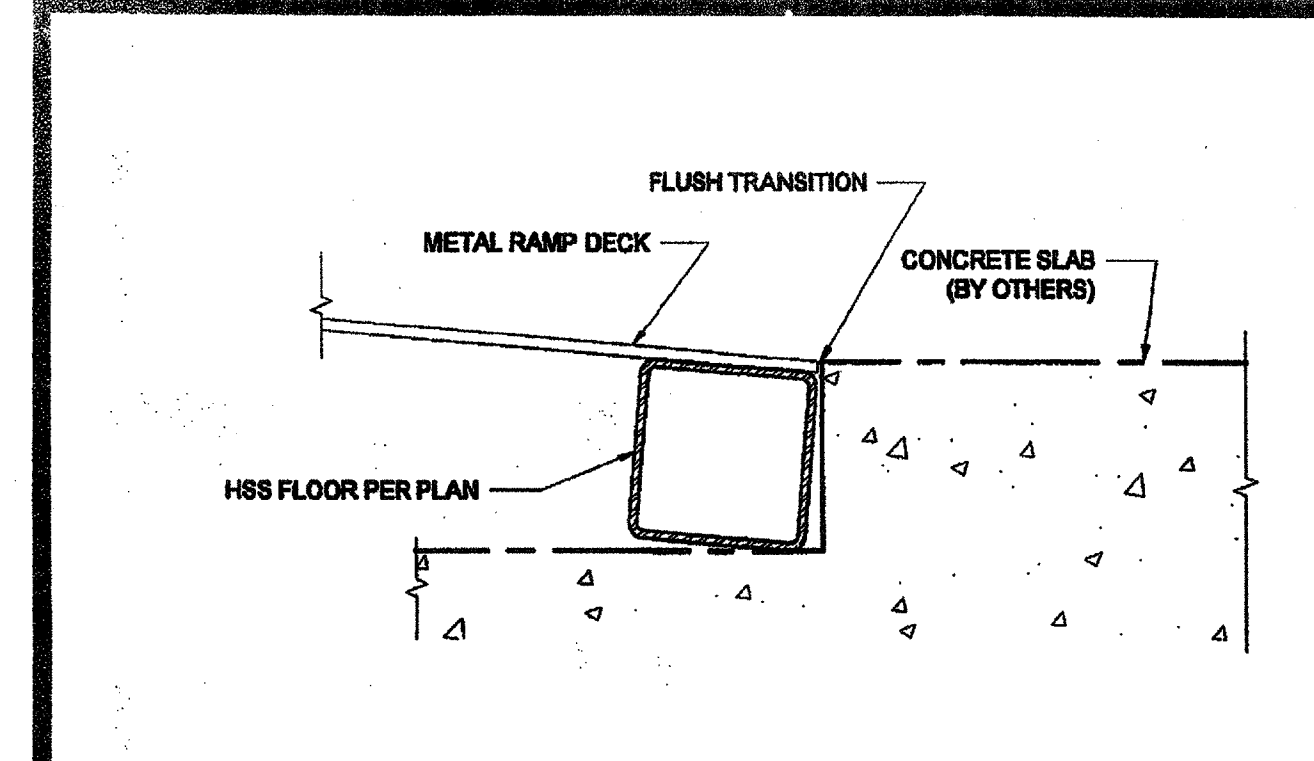 FLUSH TRANSITION
METAL RAMP DECK
CONCRETE SLAB
(BY OTHERS)
HSS FLOOR PER PLAN